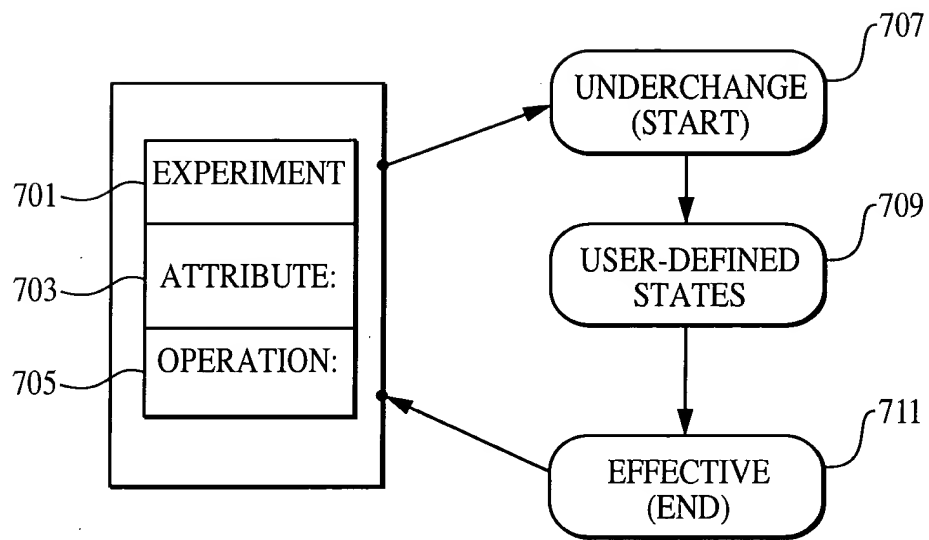 707
UNDERCHANGE
(START)
EXPERIMENT
701
709
USER-DEFINED
STATES
703
ATTRIBUTE:
OPERATION:
705
711
EFFECTIVE
(END)